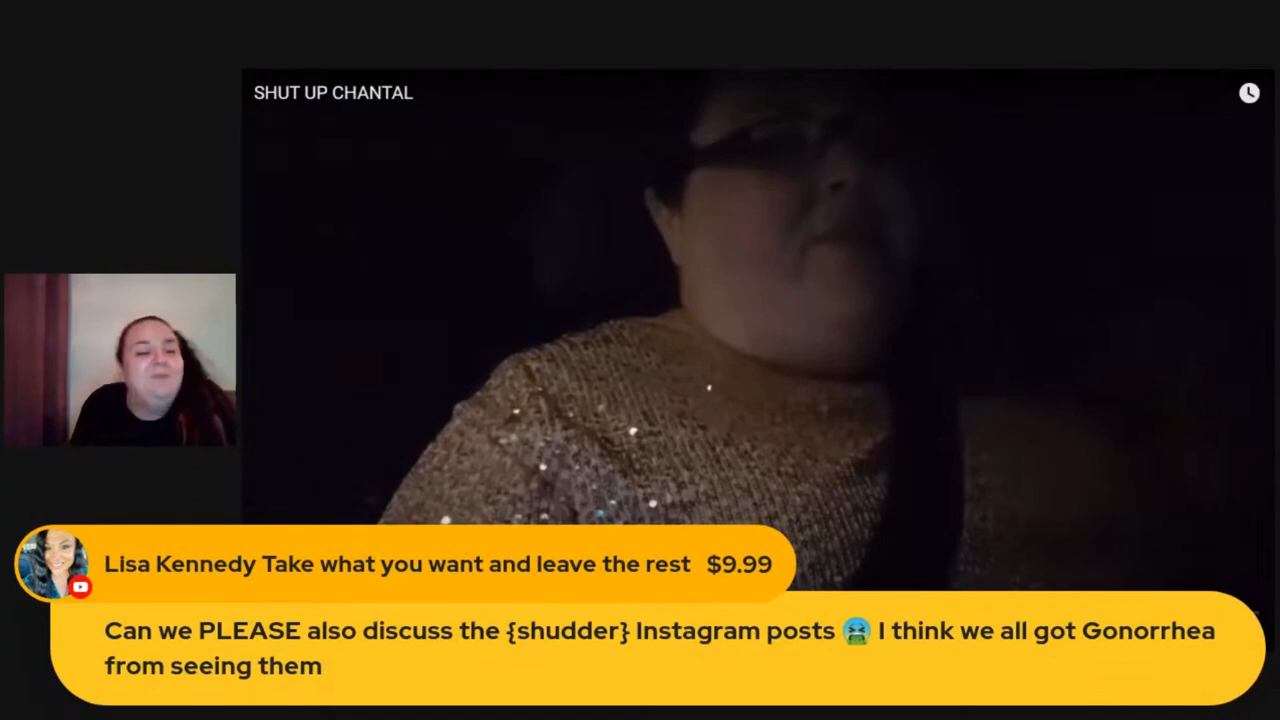 SHUT UP CHANTAL
Lisa Kennedy Take what you want and leave the rest $9.99
Can we PLEASE also discuss the {shudder} Instagram posts 🤮 I think we all got Gonorrhea
from seeing them